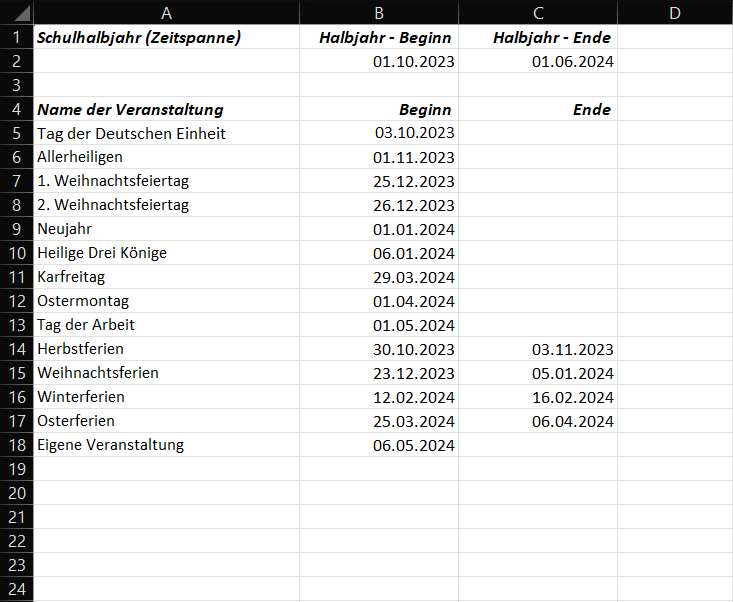 A B C D
1 Schulhalbjahr (Zeitspanne) Halbjahr - Beginn Halbjahr - Ende
2 01.10.2023 01.06.2024
3
4 Name der Veranstaltung Beginn Ende
5 Tag der Deutschen Einheit 03.10.2023
6 Allerheiligen 01.11.2023
7 1. Weihnachtsfeiertag 25.12.2023
8 2. Weihnachtsfeiertag 26.12.2023
9 Neujahr 01.01.2024
10 Heilige Drei Könige 06.01.2024
11 Karfreitag 29.03.2024
12 Ostermontag 01.04.2024
13 Tag der Arbeit 01.05.2024
14 Herbstferien 30.10.2023 03.11.2023
15 Weihnachtsferien 23.12.2023 05.01.2024
16 Winterferien 12.02.2024 16.02.2024
17 Osterferien 25.03.2024 06.04.2024
18 Eigene Veranstaltung 06.05.2024
19
20
21
22
23
24